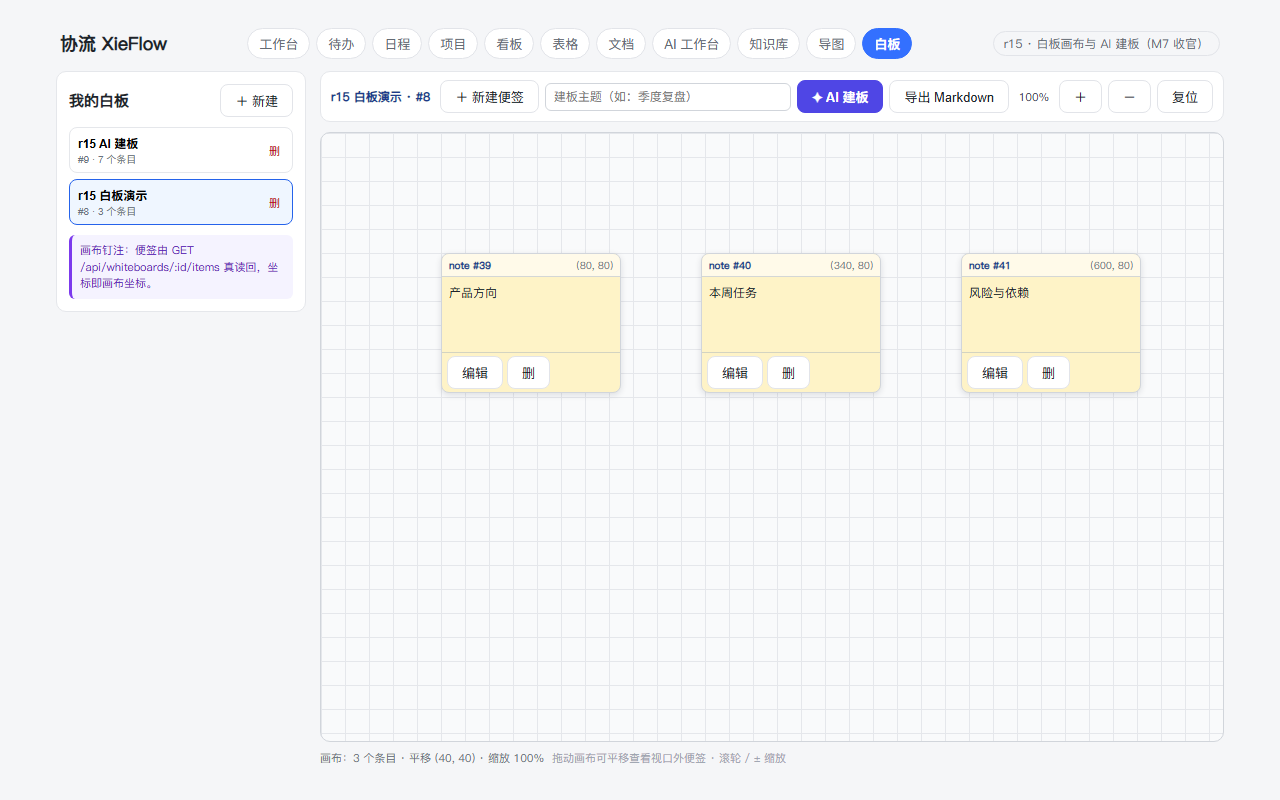 协流 XieFlow
工作台 待办 日程 项目 看板 表格 文档 AI 工作台 知识库 导图 白板
r15 · 白板画布与 AI 建板（M7 收官）
我的白板
＋ 新建
r15 AI 建板
#9 · 7 个条目
删
r15 白板演示
#8 · 3 个条目
删
画布钉注：便签由 GET
/api/whiteboards/:id/items 真读回，坐
标即画布坐标。
r15 白板演示 · #8
＋ 新建便签
建板主题（如：季度复盘）
✦ AI 建板
导出 Markdown
100%
＋
－
复位
note #39 (80, 80)
产品方向
编辑 删
note #40 (340, 80)
本周任务
编辑 删
note #41 (600, 80)
风险与依赖
编辑 删
画布：3 个条目 · 平移 (40, 40) · 缩放 100% 拖动画布可平移查看视口外便签 · 滚轮 / ± 缩放